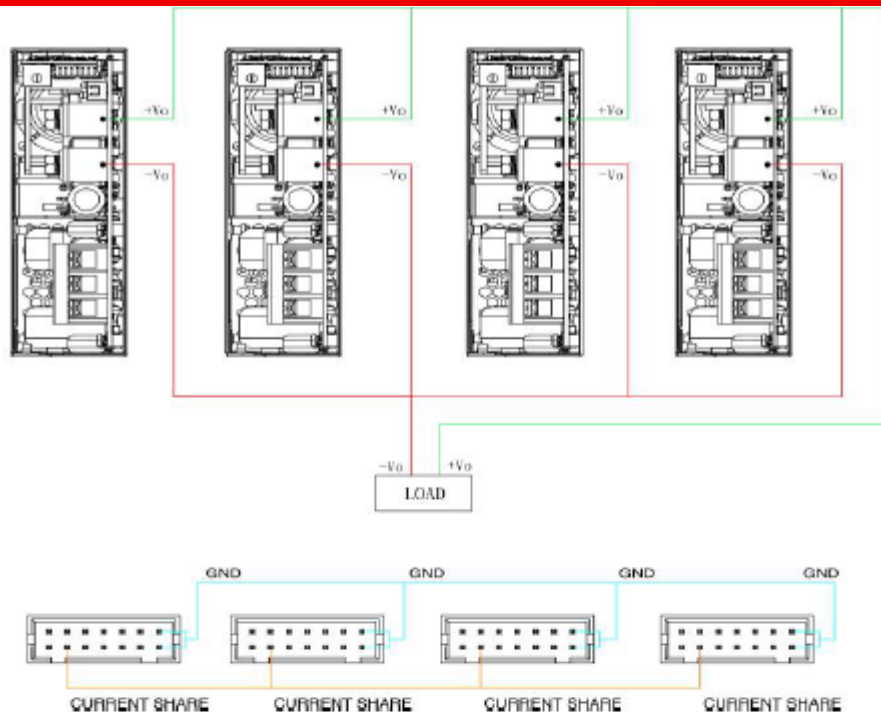 +Vo +Vo +Vo +Vo
-Vo -Vo -Vo -Vo
-Vo +Vo
LOAD
GND GND GND GND
CURRENT SHARE CURRENT SHARE CURRENT SHARE CURRENT SHARE